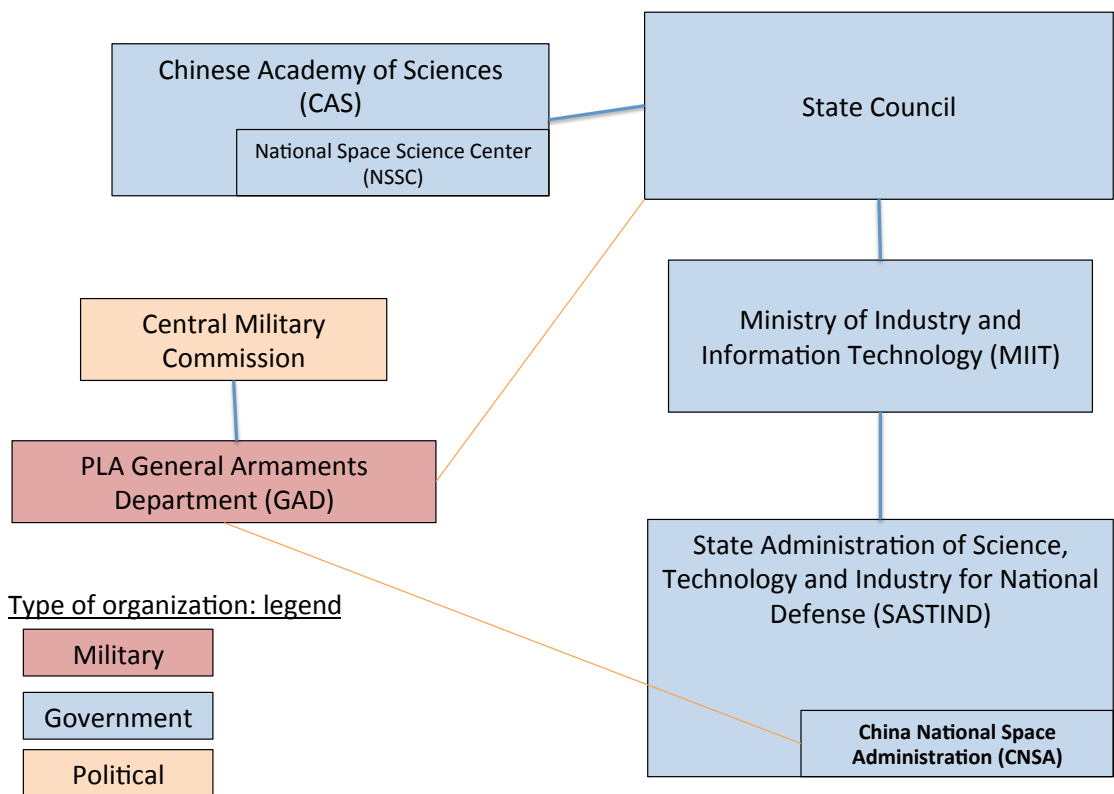 Chinese Academy of Sciences
(CAS)
National Space Science Center
(NSSC)
State Council
Central Military
Commission
Ministry of Industry and
Information Technology (MIIT)
PLA General Armaments
Department (GAD)
State Administration of Science,
Technology and Industry for National
Defense (SASTIND)
China National Space
Administration (CNSA)
Type of organization: legend
Military
Government
Political